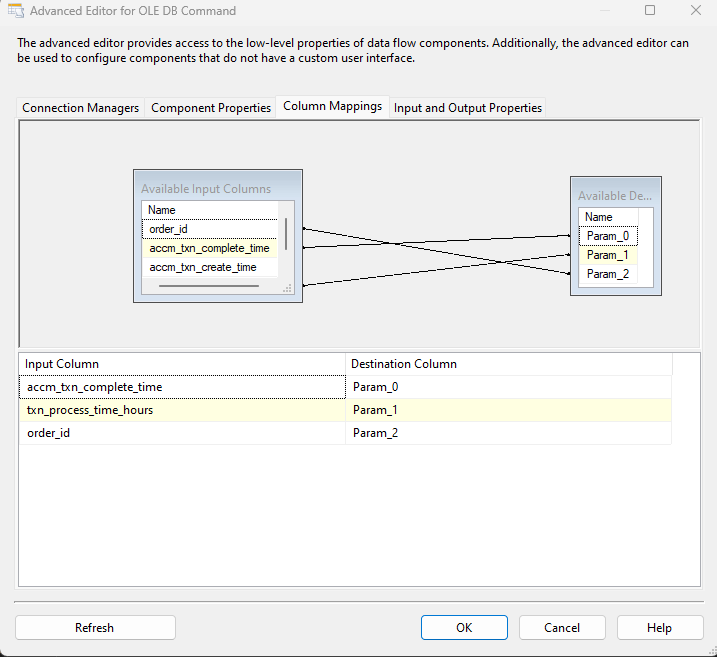 Advanced Editor for OLE DB Command
The advanced editor provides access to the low-level properties of data flow components. Additionally, the advanced editor can
be used to configure components that do not have a custom user interface.
Connection Managers Component Properties Column Mappings Input and Output Properties
Available Input Columns
Name
order_id
accm_txn_complete_time
accm_txn_create_time
Available De...
Name
Param_0
Param_1
Param_2
Input Column Destination Column
accm_txn_complete_time Param_0
txn_process_time_hours Param_1
order_id Param_2
Refresh OK Cancel Help